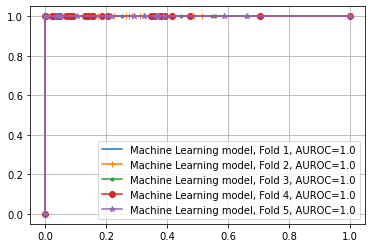 1.0
0.8
0.6
0.4
0.2
0.0
Machine Learning model, Fold 1, AUROC=1.0
Machine Learning model, Fold 2, AUROC=1.0
Machine Learning model, Fold 3, AUROC=1.0
Machine Learning model, Fold 4, AUROC=1.0
Machine Learning model, Fold 5, AUROC=1.0
0.0 0.2 0.4 0.6 0.8 1.0